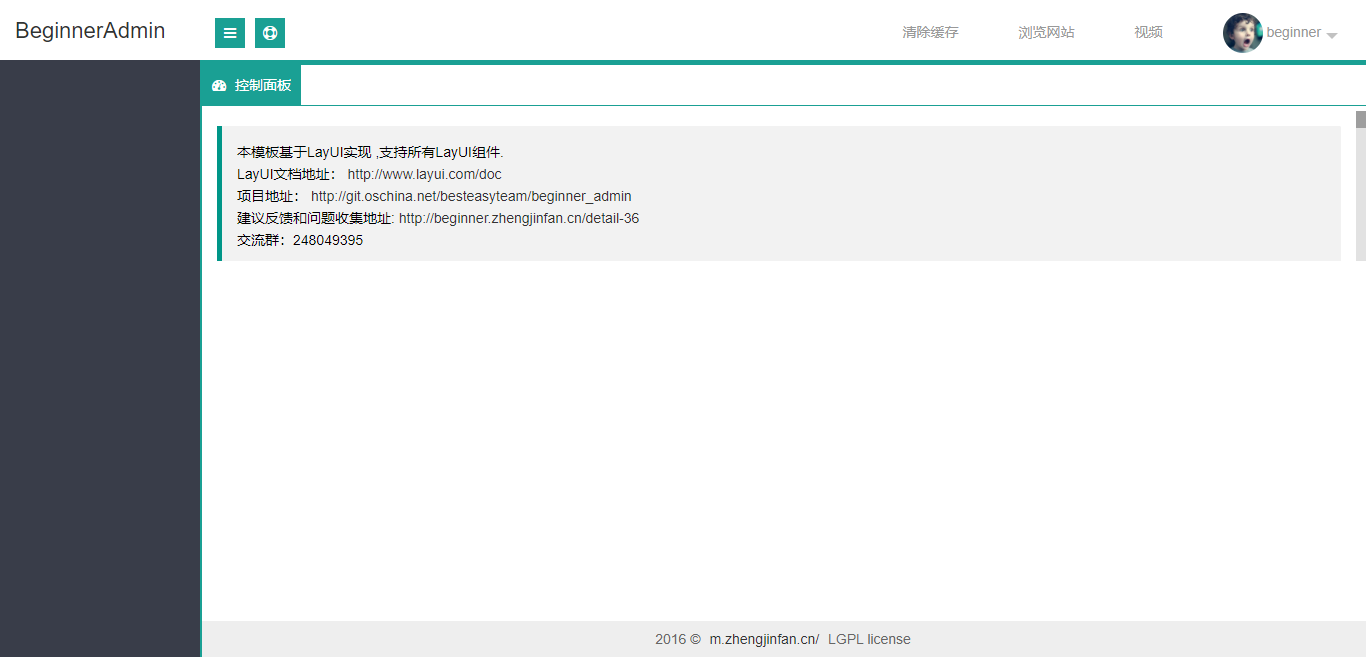 BeginnerAdmin
清除缓存
浏览网站
视频
beginner
控制面板
本模板基于LayUI实现 ,支持所有LayUI组件.
LayUI文档地址： http://www.layui.com/doc
项目地址： http://git.oschina.net/besteasyteam/beginner_admin
建议反馈和问题收集地址: http://beginner.zhengjinfan.cn/detail-36
交流群：248049395
2016 © m.zhengjinfan.cn/ LGPL license